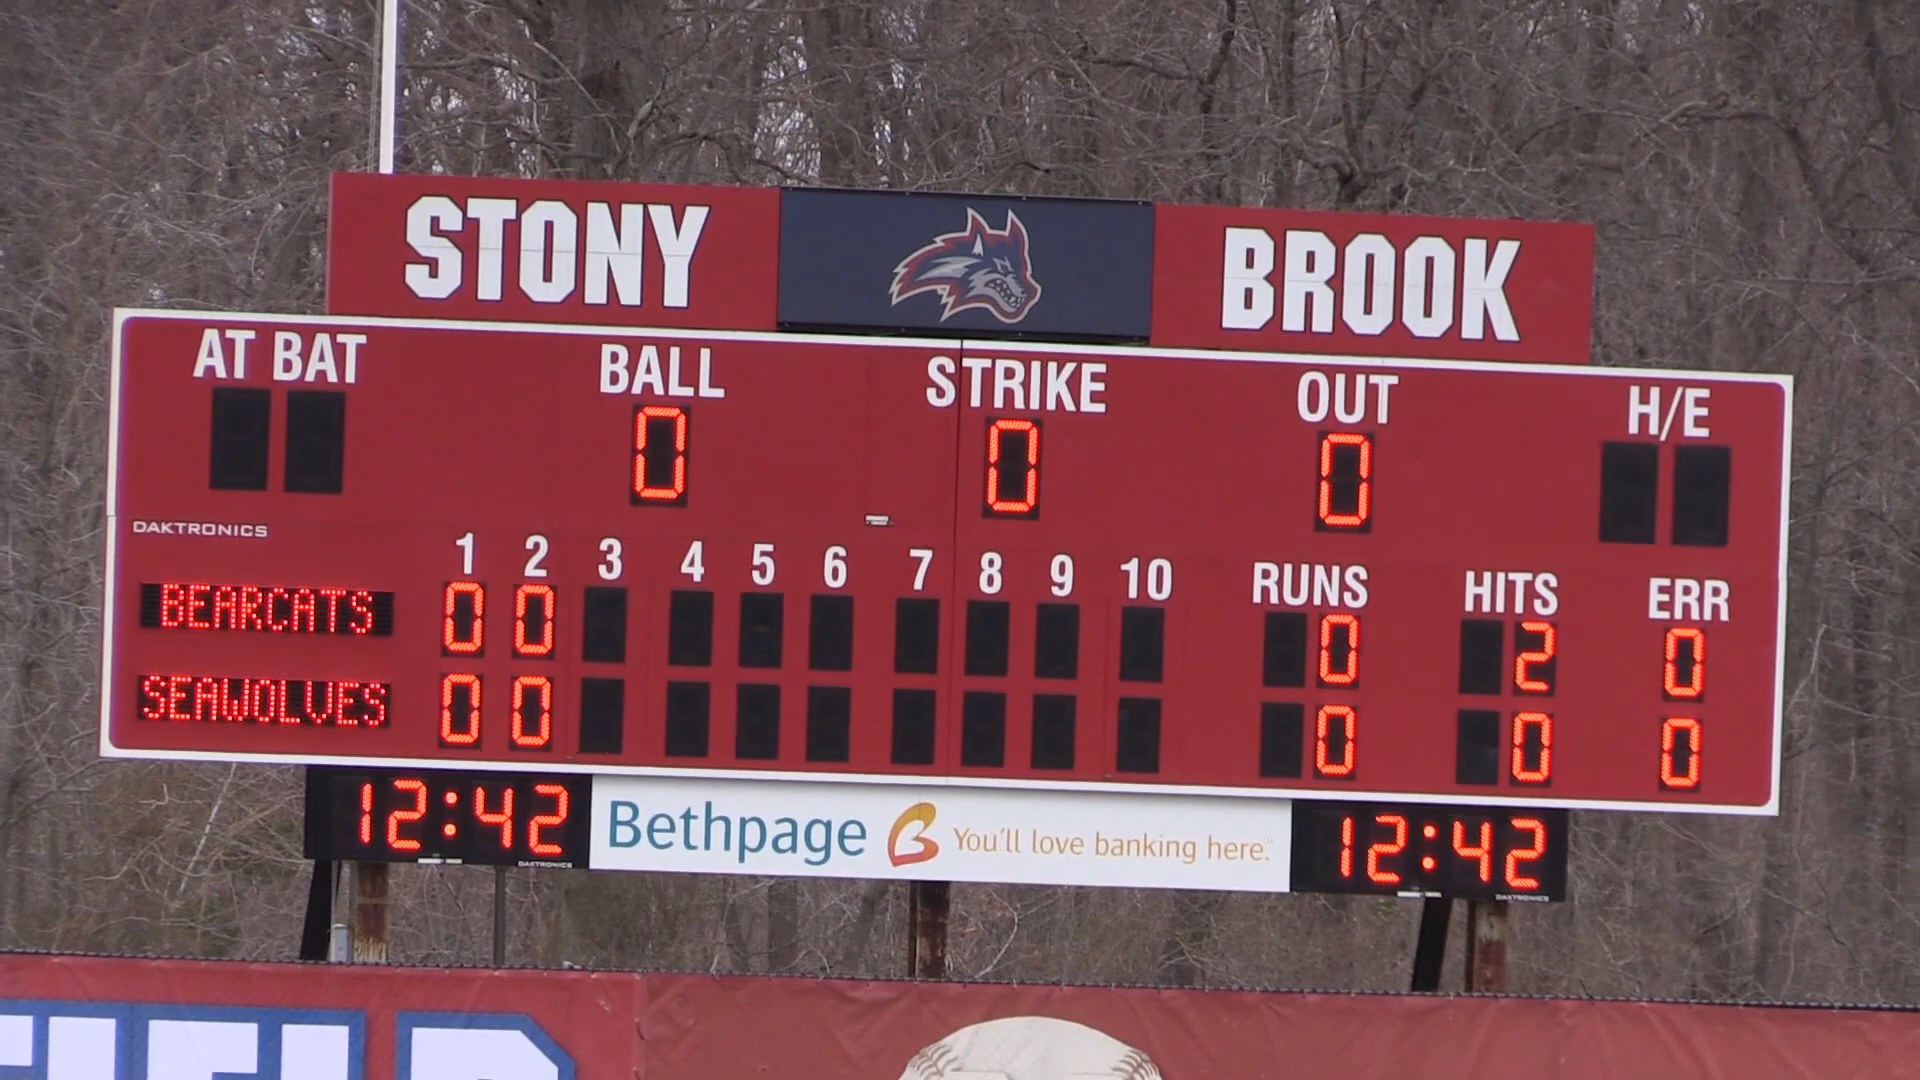 STONY BROOK
AT BAT BALL STRIKE OUT H/E
0 0 0
DAKTRONICS
1 2 3 4 5 6 7 8 9 10 RUNS HITS ERR
BEARCATS 0 0 0 2 0
SEAWOLVES 0 0 0 0 0
12:42 Bethpage You'll love banking here. 12:42
DAKTRONICS DAKTRONICS